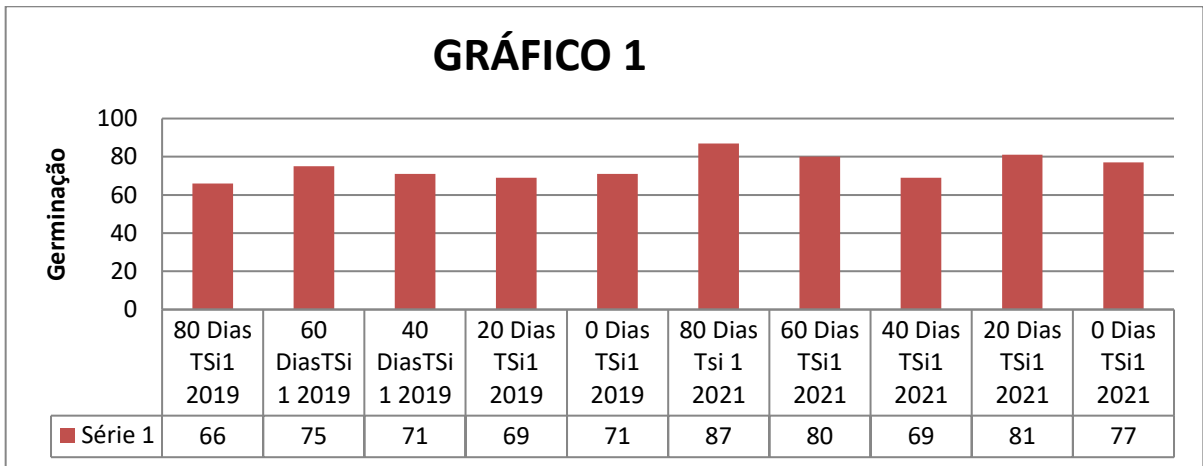 GRÁFICO 1
Germinação
100
80
60
40
20
0
80 Dias TSi1 2019
60 DiasTSi 1 2019
40 DiasTSi 1 2019
20 Dias TSi1 2019
0 Dias TSi1 2019
80 Dias Tsi 1 2021
60 Dias TSi1 2021
40 Dias TSi1 2021
20 Dias TSi1 2021
0 Dias TSi1 2021
Série 1 66 75 71 69 71 87 80 69 81 77